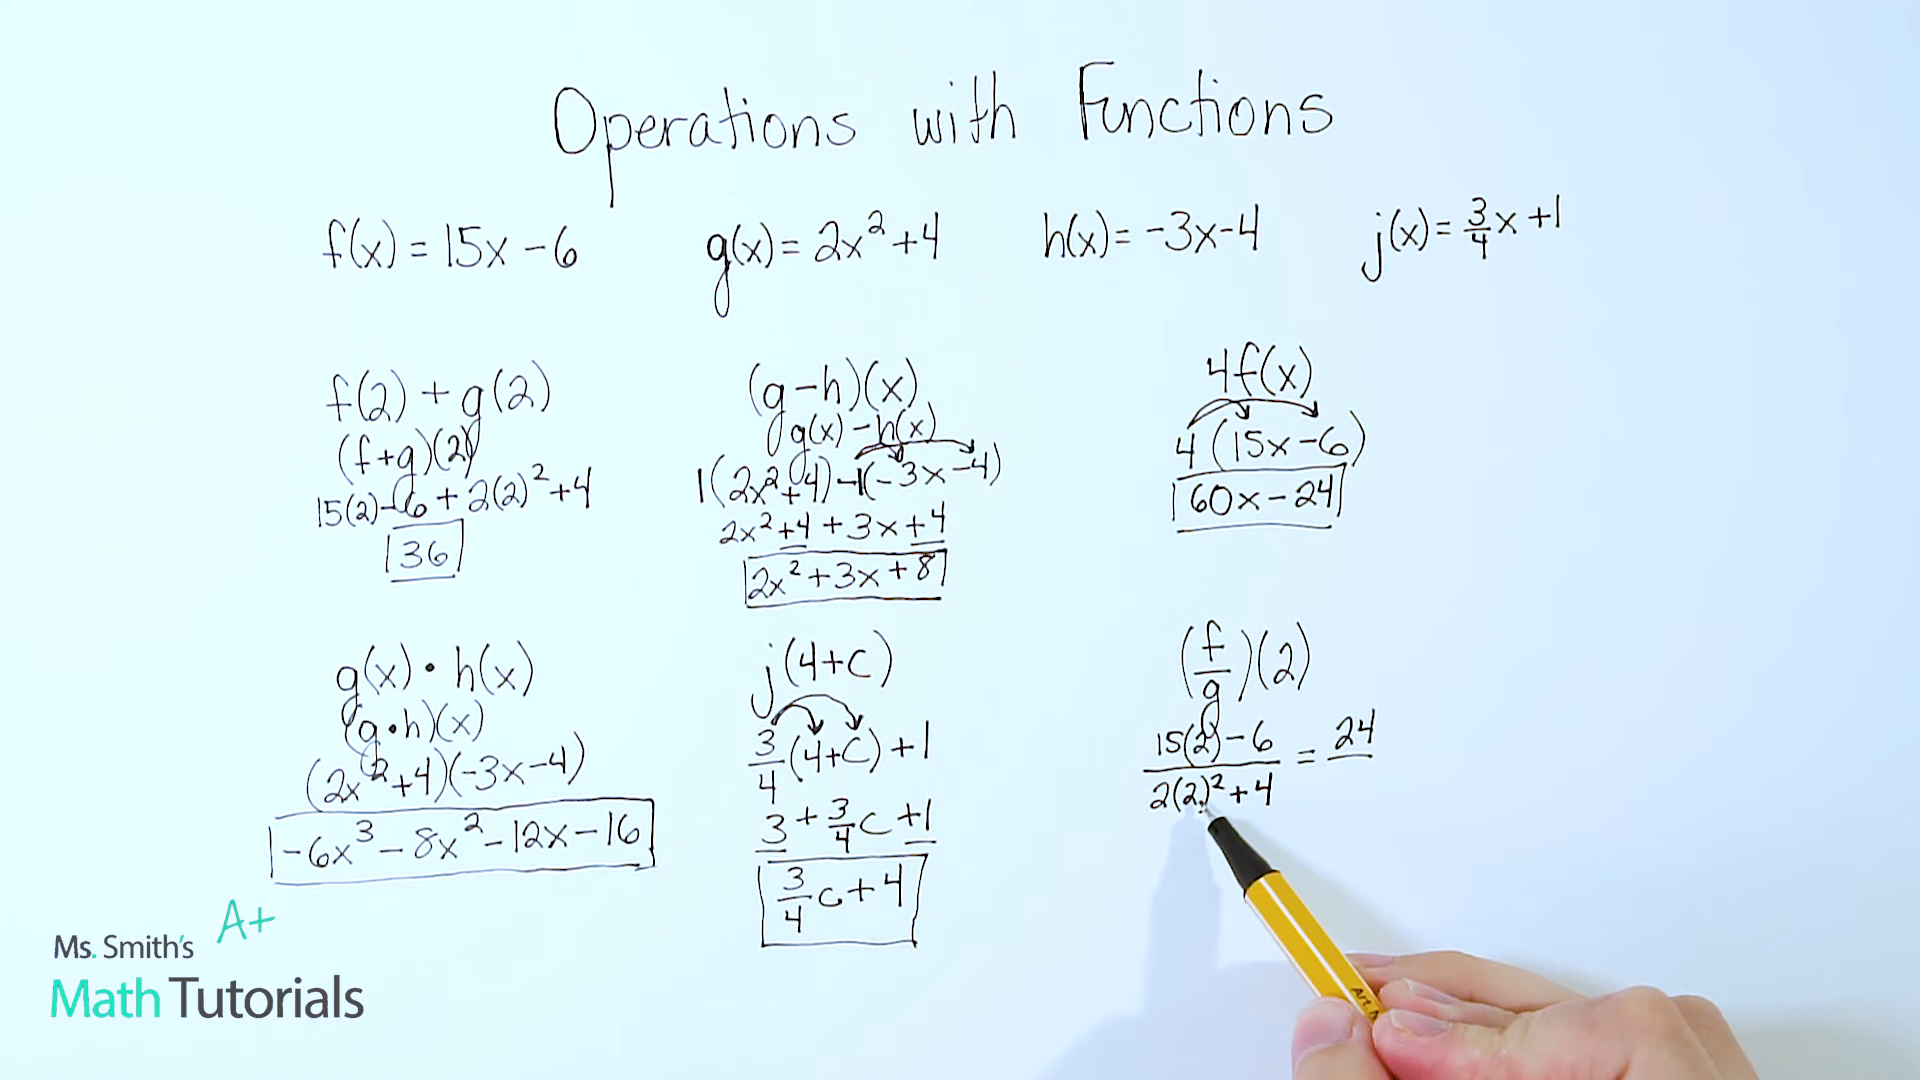 Operations with Functions
f(x) = 15x - 6
g(x) = 2x² + 4
h(x) = -3x - 4
j(x) = 3/4 x + 1
f(2) + g(2)
(f+g)(2)
15(2) - 6 + 2(2)² + 4
36
(g-h)(x)
g(x) - h(x)
1(2x² + 4) - 1(-3x - 4)
2x² + 4 + 3x + 4
2x² + 3x + 8
4f(x)
4(15x - 6)
60x - 24
g(x) • h(x)
(g•h)(x)
(2x² + 4)(-3x - 4)
-6x³ - 8x² - 12x - 16
j(4+c)
3/4 (4+c) + 1
3 + 3/4 c + 1
3/4 c + 4
(f/g)(2)
15(2) - 6 = 24
2(2)² + 4
A+
Ms. Smith's
Math Tutorials